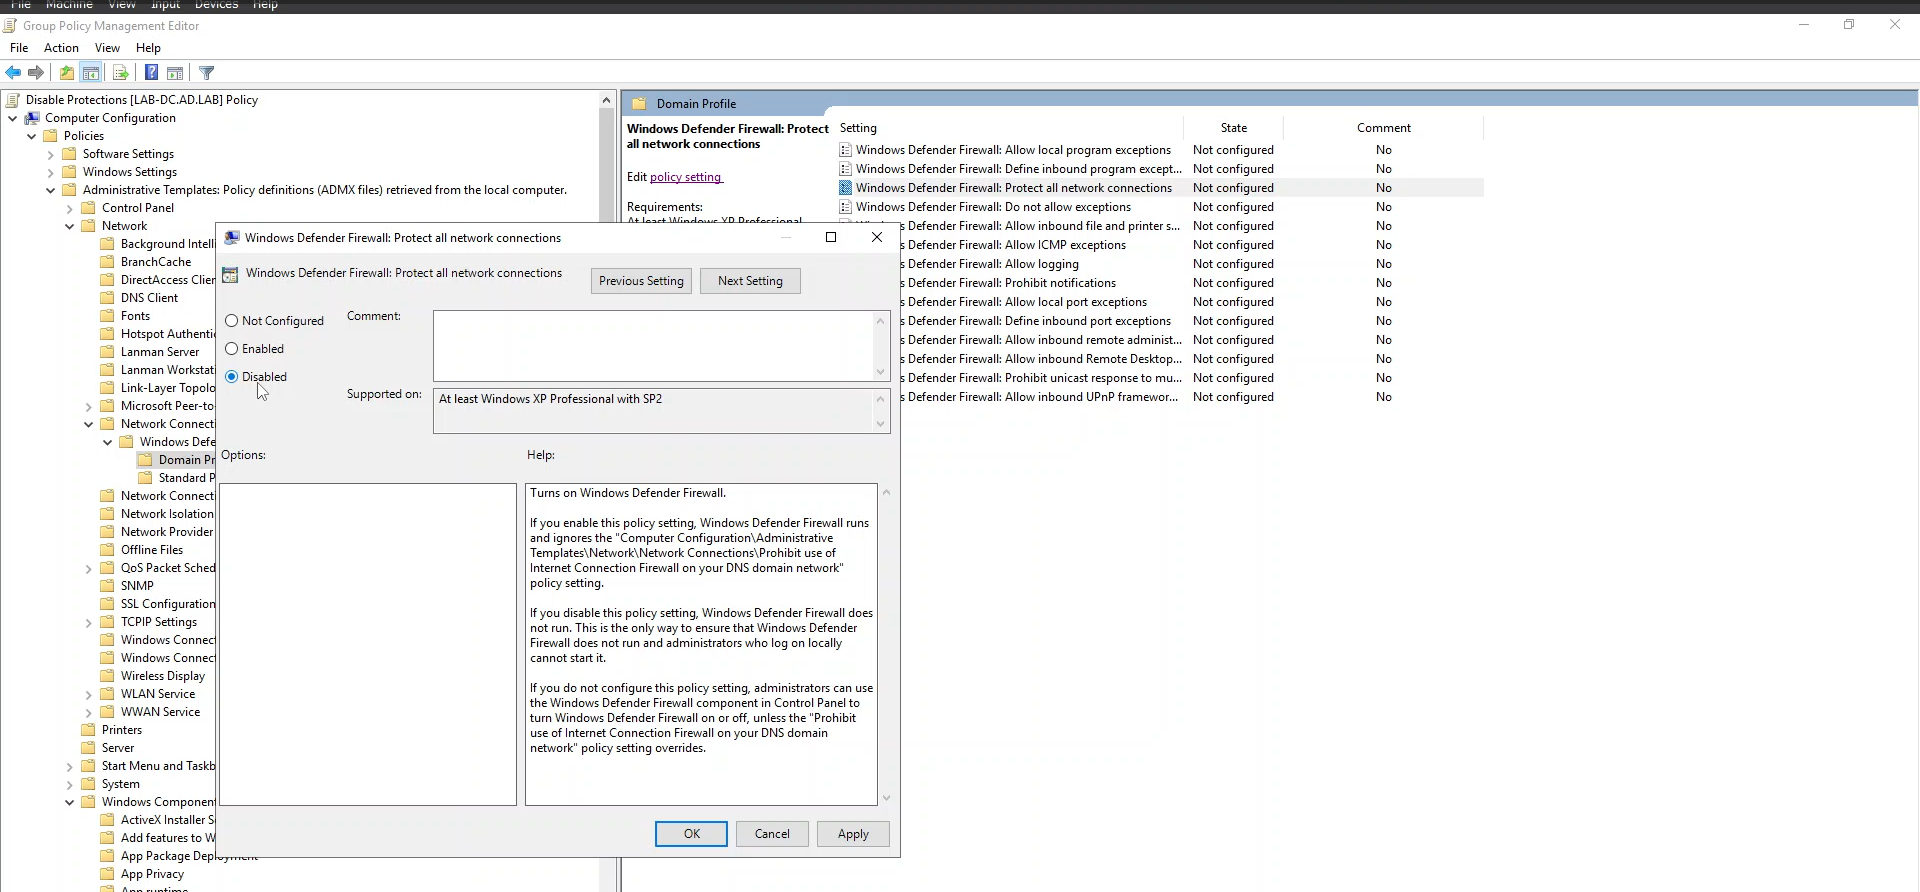 File Machine View Input Devices Help
Group Policy Management Editor
File Action View Help
Disable Protections [LAB-DC.AD.LAB] Policy
Computer Configuration
Policies
Software Settings
Windows Settings
Administrative Templates: Policy definitions (ADMX files) retrieved from the local computer.
Control Panel
Network
Background Intelli
BranchCache
DirectAccess Clier
DNS Client
Fonts
Hotspot Authentic
Lanman Server
Lanman Workstati
Link-Layer Topolo
Microsoft Peer-to-
Network Connecti
Windows Defe
Domain Pr
Standard P
Network Connecti
Network Isolation
Network Provider
Offline Files
QoS Packet Sched
SNMP
SSL Configuration
TCPIP Settings
Windows Connect
Windows Connect
Wireless Display
WLAN Service
WWAN Service
Printers
Server
Start Menu and Taskb
System
Windows Component
ActiveX Installer S
Add features to W
App Package Deployment
App Privacy
App runtime
Domain Profile
Windows Defender Firewall: Protect
all network connections
Edit policy setting
Requirements:
At least Windows XP Professional
Setting State Comment
Windows Defender Firewall: Allow local program exceptions Not configured No
Windows Defender Firewall: Define inbound program except... Not configured No
Windows Defender Firewall: Protect all network connections Not configured No
Windows Defender Firewall: Do not allow exceptions Not configured No
s Defender Firewall: Allow inbound file and printer s... Not configured No
s Defender Firewall: Allow ICMP exceptions Not configured No
s Defender Firewall: Allow logging Not configured No
s Defender Firewall: Prohibit notifications Not configured No
s Defender Firewall: Allow local port exceptions Not configured No
s Defender Firewall: Define inbound port exceptions Not configured No
s Defender Firewall: Allow inbound remote administ... Not configured No
s Defender Firewall: Allow inbound Remote Desktop... Not configured No
s Defender Firewall: Prohibit unicast response to mu... Not configured No
s Defender Firewall: Allow inbound UPnP framewor... Not configured No
Windows Defender Firewall: Protect all network connections
Windows Defender Firewall: Protect all network connections
Previous Setting Next Setting
Not Configured
Enabled
Disabled
Comment:
Supported on:
At least Windows XP Professional with SP2
Options:
Help:
Turns on Windows Defender Firewall.
If you enable this policy setting, Windows Defender Firewall runs
and ignores the "Computer Configuration\Administrative
Templates\Network\Network Connections\Prohibit use of
Internet Connection Firewall on your DNS domain network"
policy setting.
If you disable this policy setting, Windows Defender Firewall does
not run. This is the only way to ensure that Windows Defender
Firewall does not run and administrators who log on locally
cannot start it.
If you do not configure this policy setting, administrators can use
the Windows Defender Firewall component in Control Panel to
turn Windows Defender Firewall on or off, unless the "Prohibit
use of Internet Connection Firewall on your DNS domain
network" policy setting overrides.
OK Cancel Apply